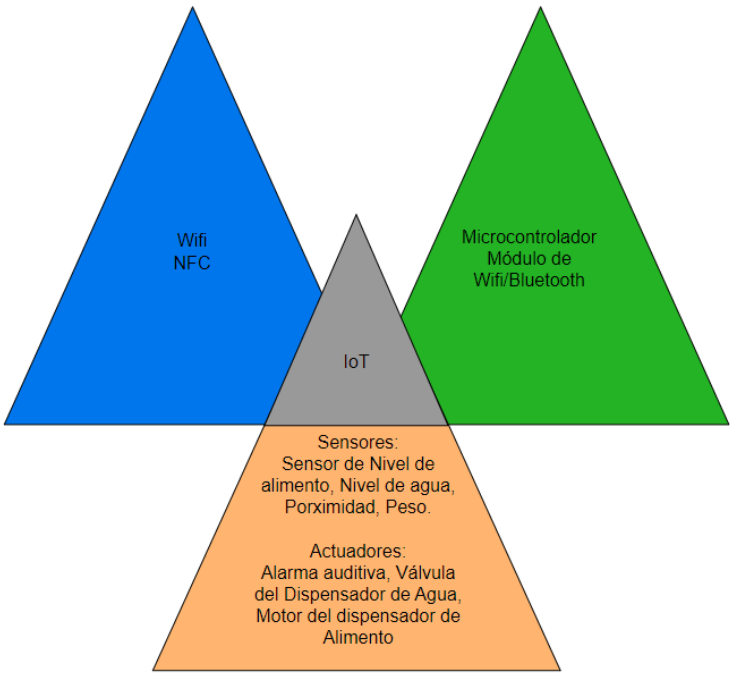 Wifi
NFC
Microcontrolador
Módulo de
Wifi/Bluetooth
IoT
Sensores:
Sensor de Nivel de
alimento, Nivel de agua,
Porximidad, Peso.
Actuadores:
Alarma auditiva, Válvula
del Dispensador de Agua,
Motor del dispensador de
Alimento